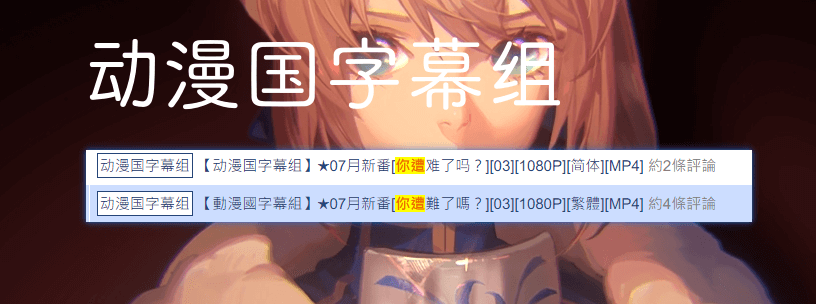 动漫国字幕组
动漫国字幕组 【动漫国字幕组】★07月新番[你遭难了吗？][03][1080P][简体][MP4] 約2條評論
动漫国字幕组 【動漫國字幕組】★07月新番[你遭難了嗎？][03][1080P][繁體][MP4] 約4條評論